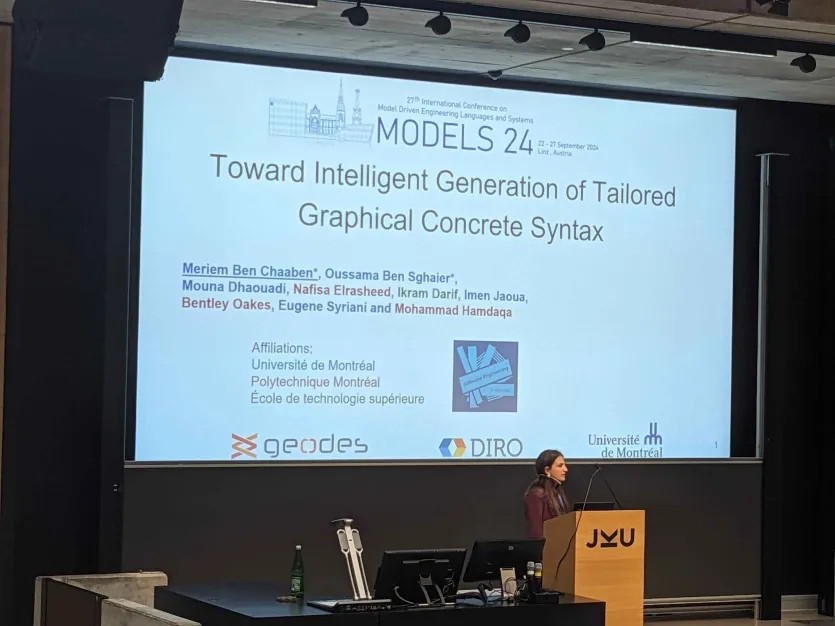 27th International Conference on
Model Driven Engineering Languages and Systems
MODELS 24
22 - 27 September 2024
Linz, Austria
Toward Intelligent Generation of Tailored
Graphical Concrete Syntax
Meriem Ben Chaaben*, Oussama Ben Sghaier*,
Mouna Dhaouadi, Nafisa Elrasheed, Ikram Darif, Imen Jaoua,
Bentley Oakes, Eugene Syriani and Mohammad Hamdaqa
Affiliations:
Université de Montréal
Polytechnique Montréal
École de technologie supérieure
Software Engineering
geodes
DIRO
Université
de Montréal
1
JKU